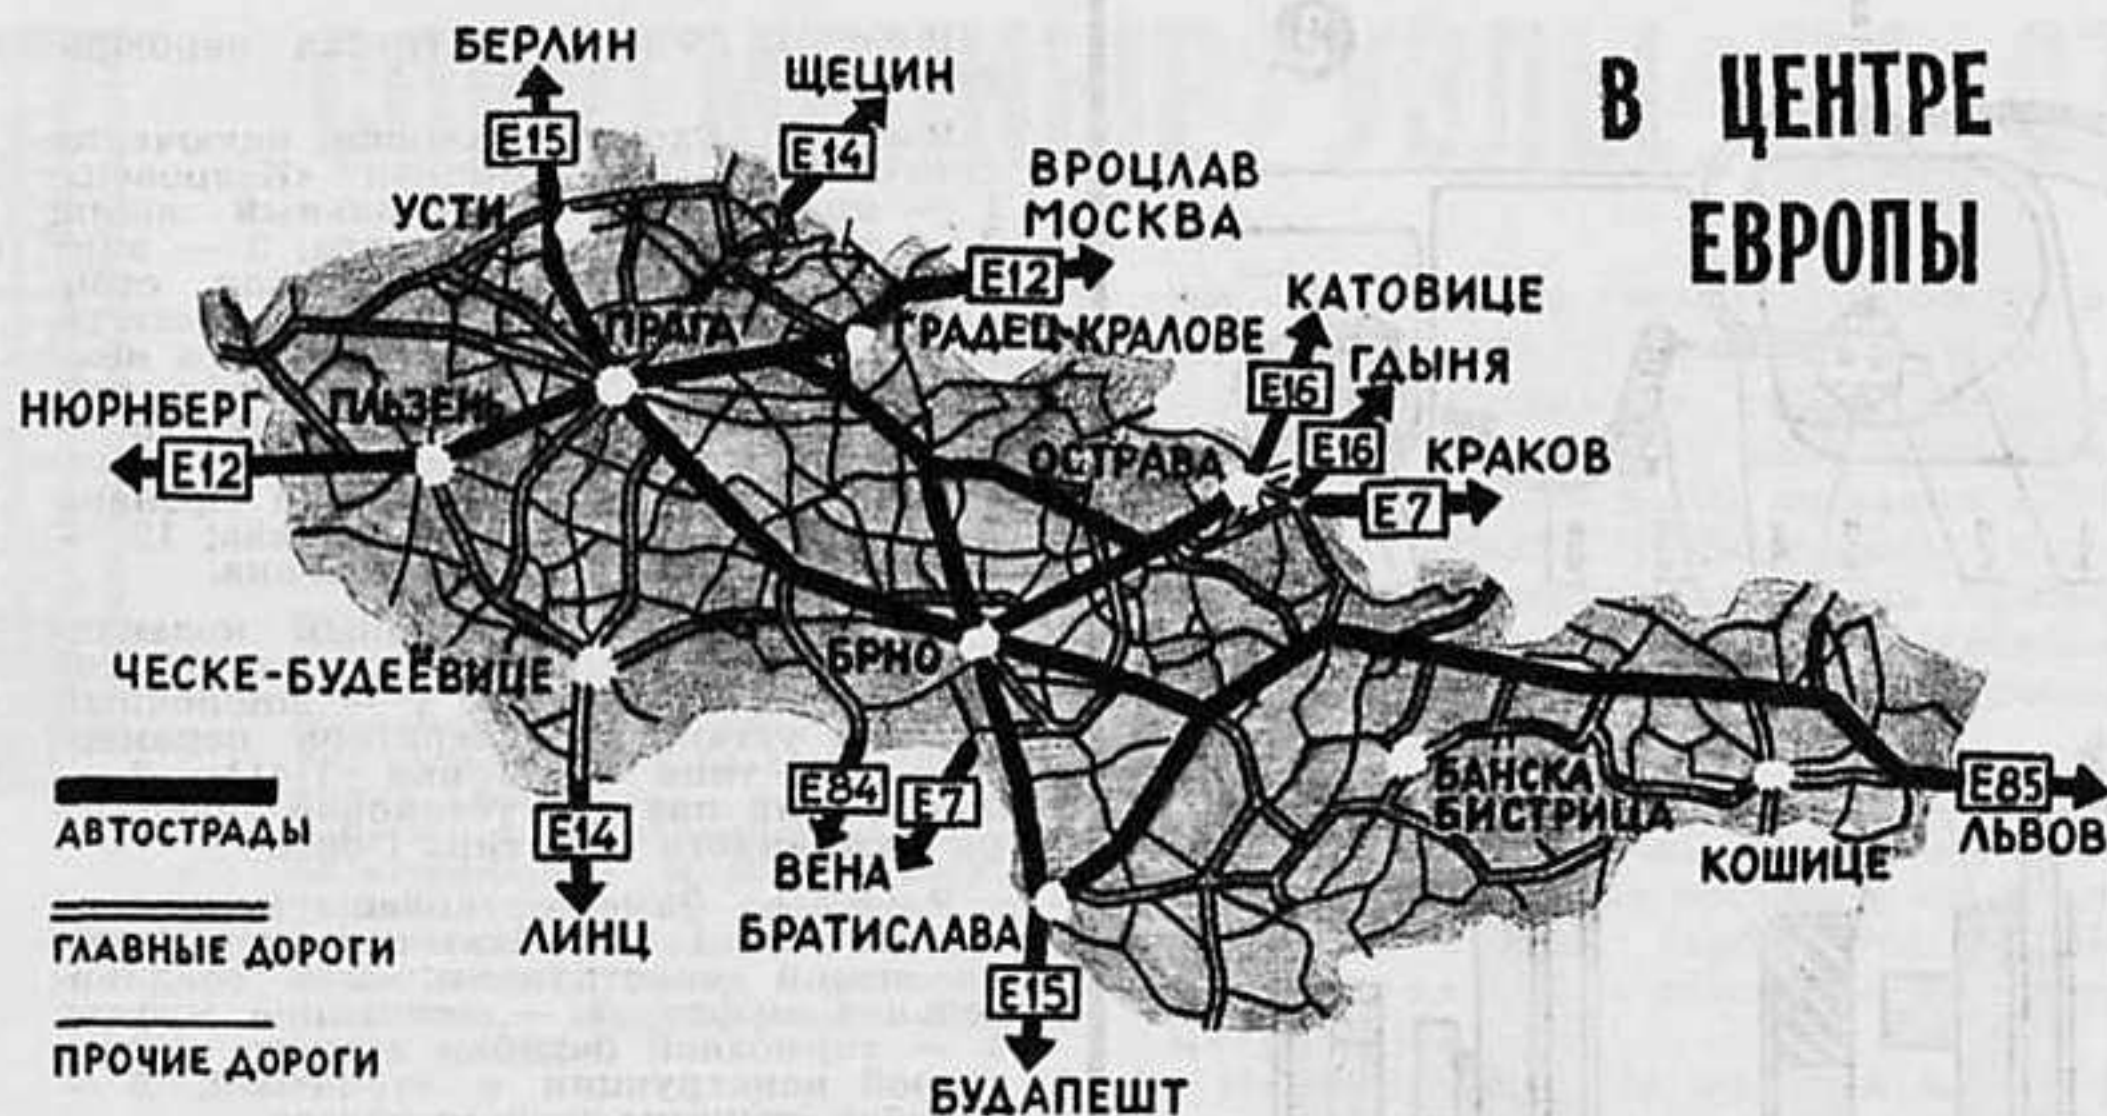 В ЦЕНТРЕ
ЕВРОПЫ
БЕРЛИН
E15
ЩЕЦИН
E14
ВРОЦЛАВ
МОСКВА
E12
УСТИ
КАТОВИЦЕ
E16
ГДЫНЯ
E16
КРАКОВ
E7
ПРАГА
ГРАДЕЦ-КРАЛОВЕ
НЮРНБЕРГ
E12
ПЛЬЗЕНЬ
ОСТРАВА
ЧЕСКЕ-БУДЕЁВИЦЕ
БРНО
E84
E7
ВЕНА
E14
ЛИНЦ
БАНСКА
БИСТРИЦА
КОШИЦЕ
E85
ЛЬВОВ
БРАТИСЛАВА
E15
БУДАПЕШТ
АВТОСТРАДЫ
ГЛАВНЫЕ ДОРОГИ
ПРОЧИЕ ДОРОГИ